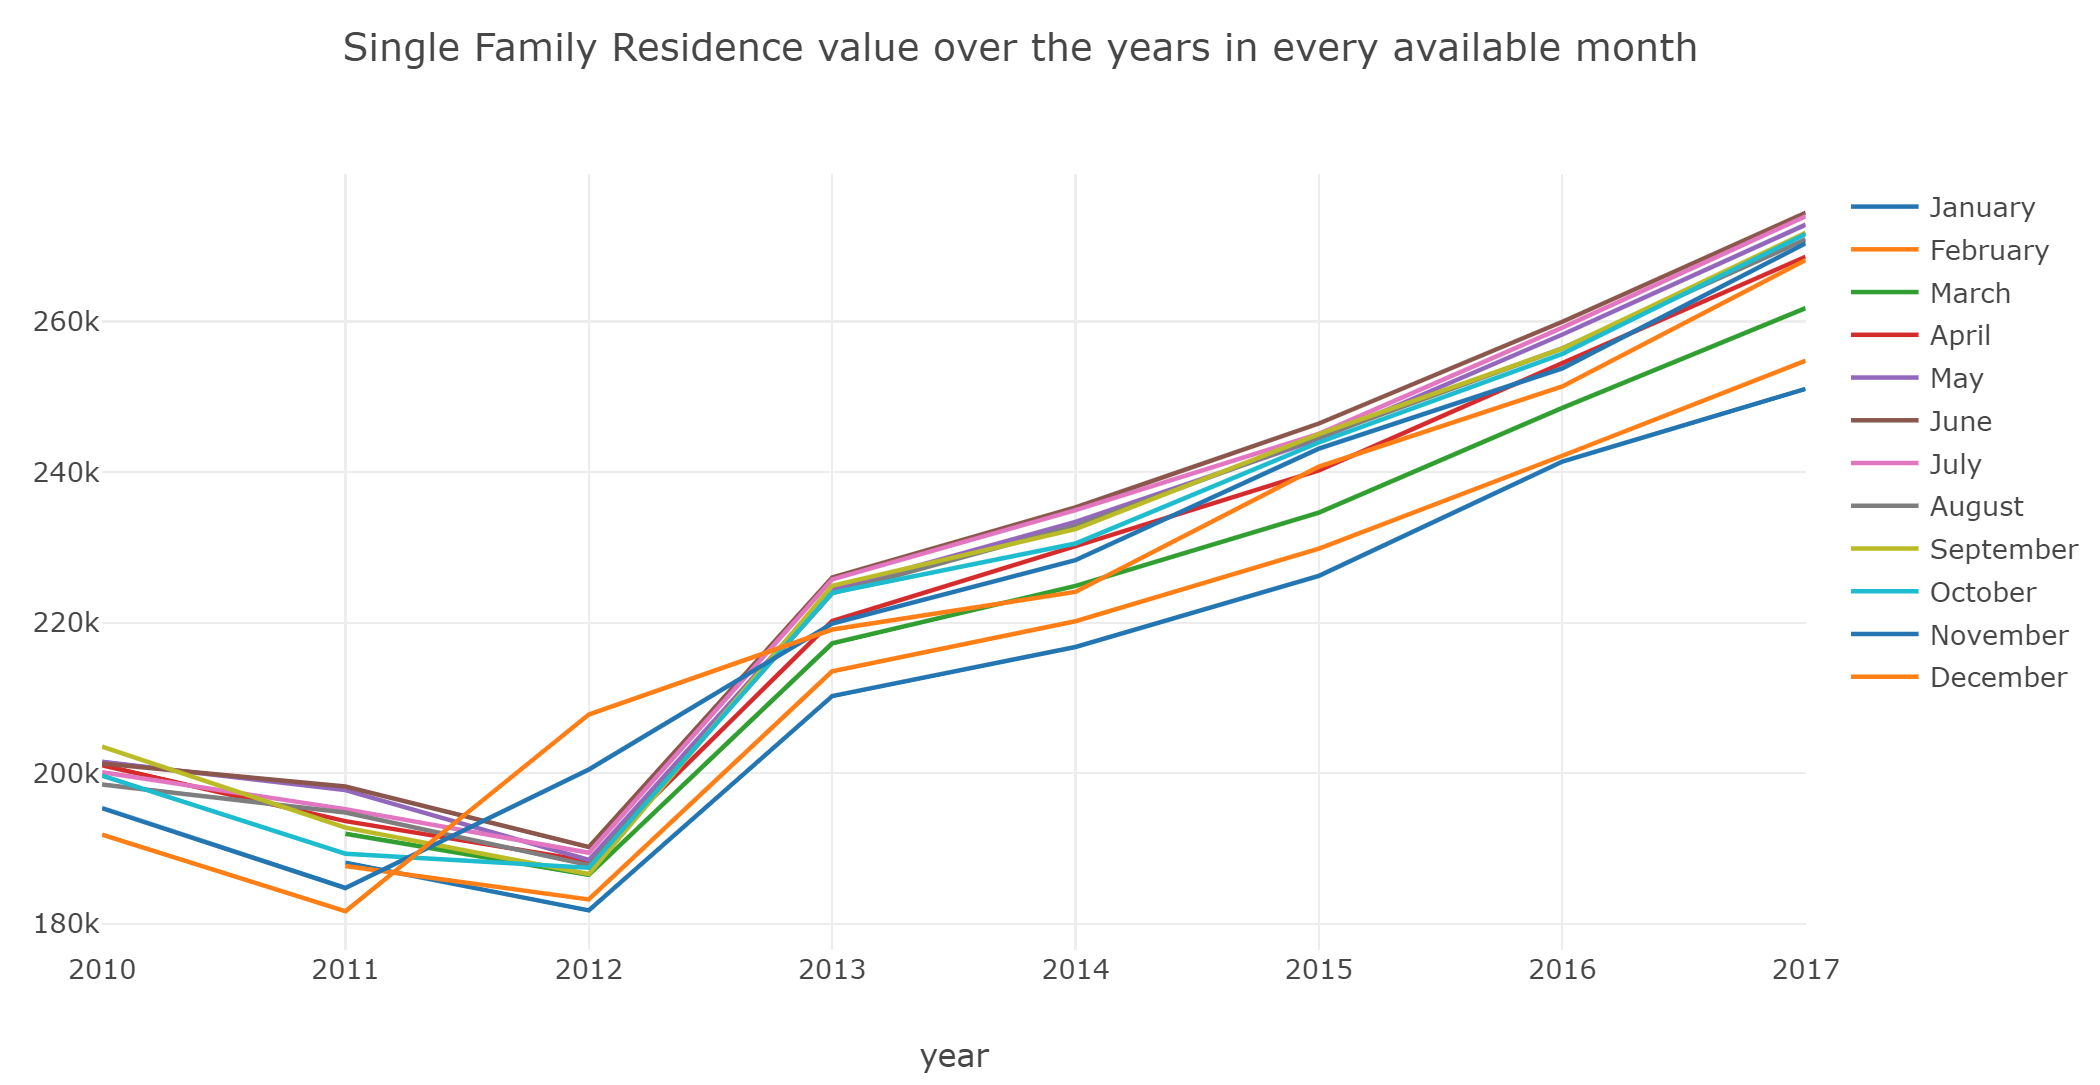 Single Family Residence value over the years in every available month
260k
240k
220k
200k
180k
2010 2011 2012 2013 2014 2015 2016 2017
year
January
February
March
April
May
June
July
August
September
October
November
December